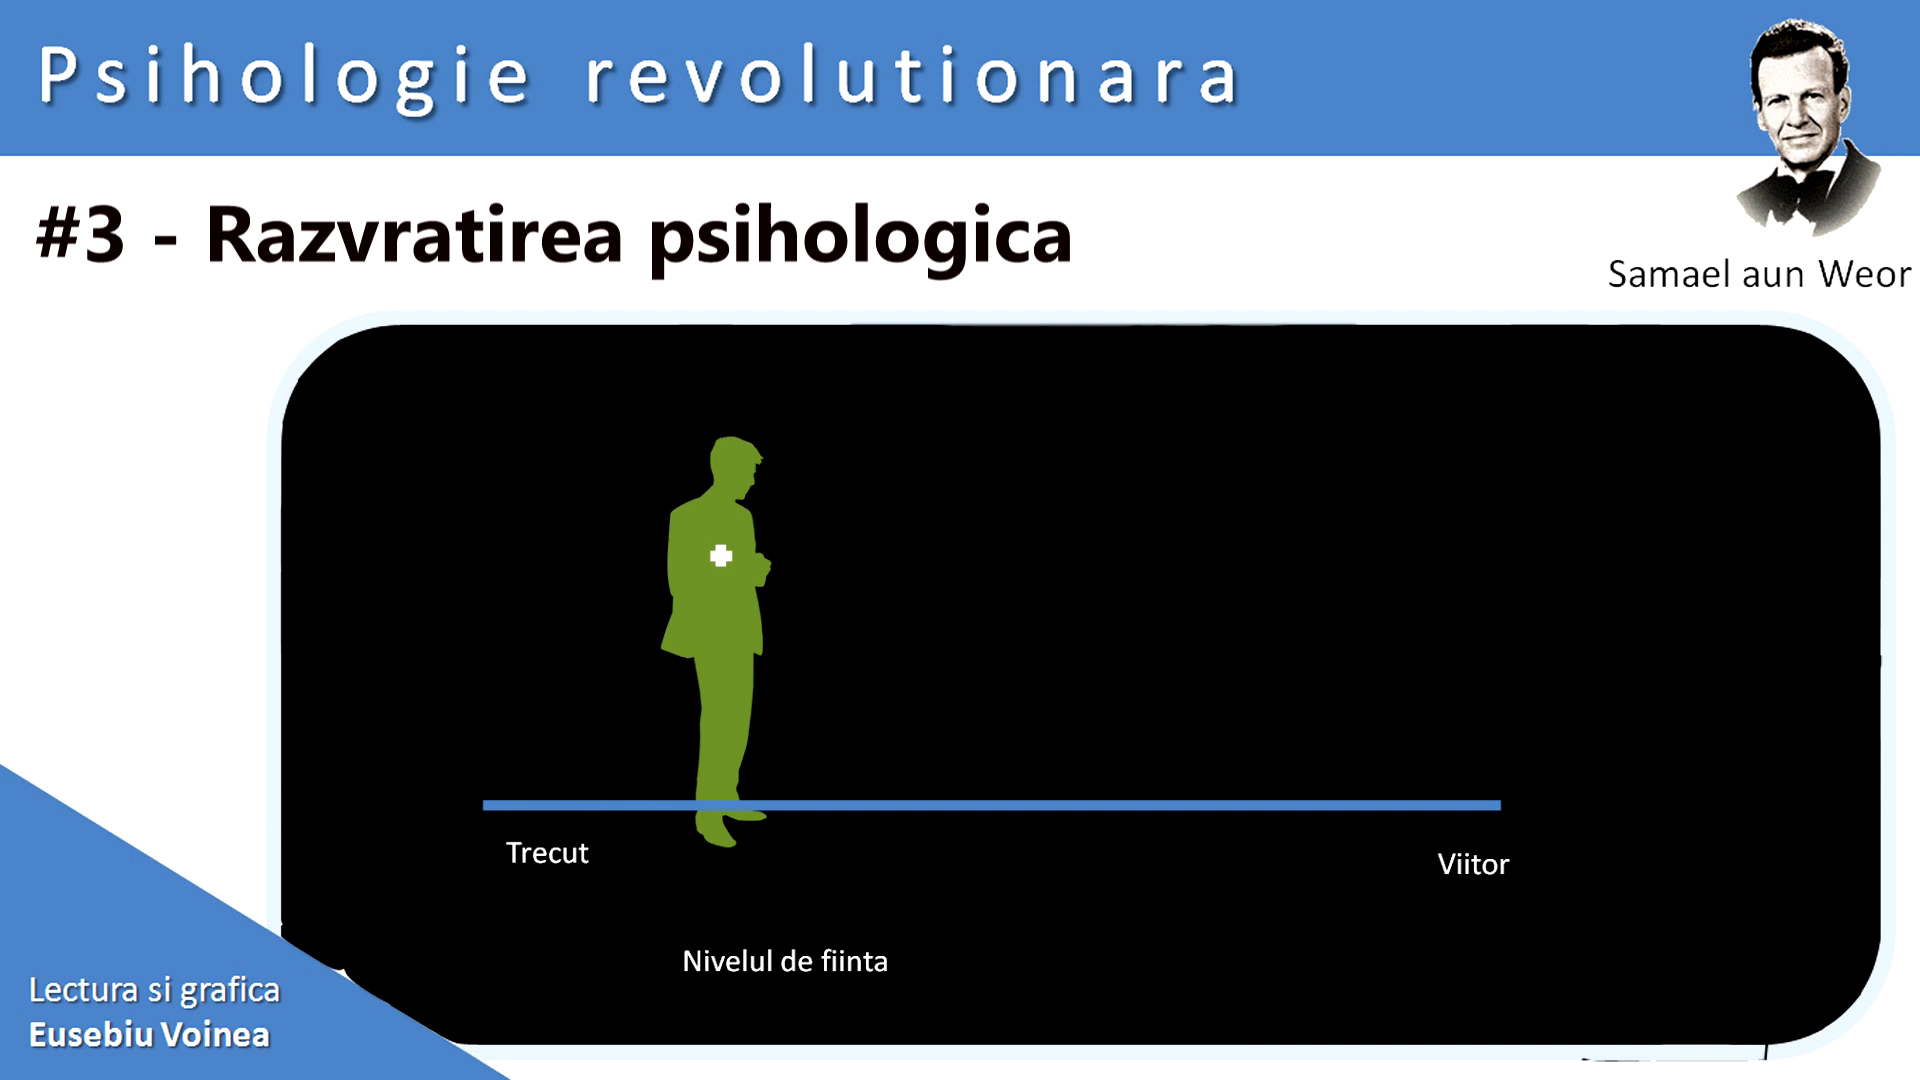 Psihologie revolutionara
#3 - Razvratirea psihologica
Samael aun Weor
Trecut
Viitor
Nivelul de fiinta
Lectura si grafica
Eusebiu Voinea